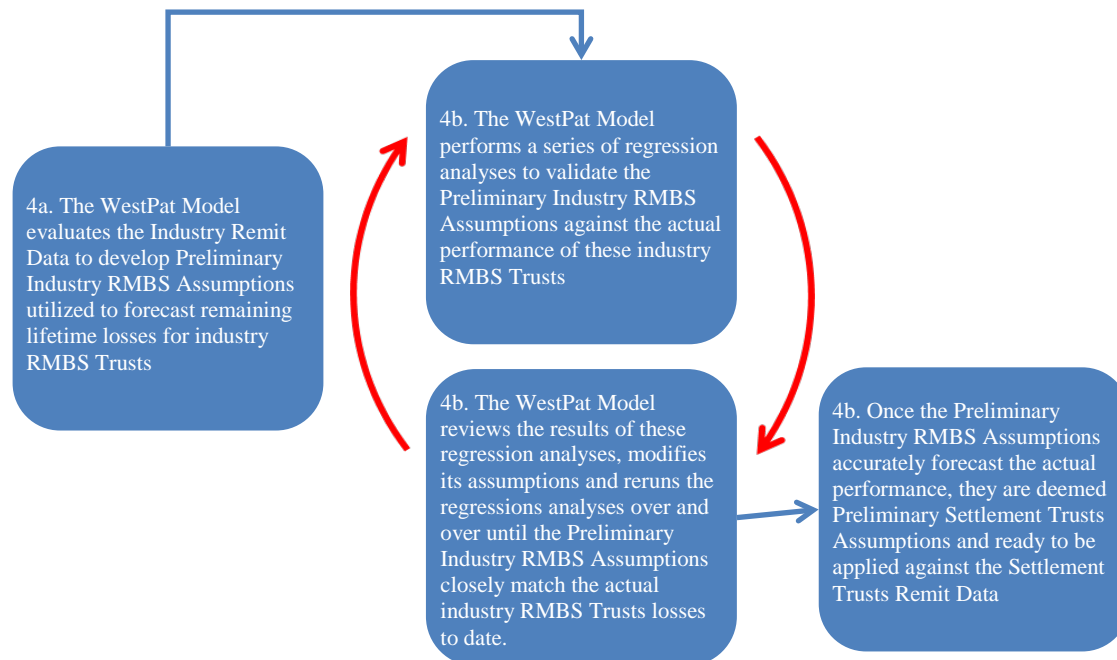 4a. The WestPat Model
evaluates the Industry Remit
Data to develop Preliminary
Industry RMBS Assumptions
utilized to forecast remaining
lifetime losses for industry
RMBS Trusts
4b. The WestPat Model
performs a series of regression
analyses to validate the
Preliminary Industry RMBS
Assumptions against the actual
performance of these industry
RMBS Trusts
4b. The WestPat Model
reviews the results of these
regression analyses, modifies
its assumptions and reruns the
regressions analyses over and
over until the Preliminary
Industry RMBS Assumptions
closely match the actual
industry RMBS Trusts losses
to date.
4b. Once the Preliminary
Industry RMBS Assumptions
accurately forecast the actual
performance, they are deemed
Preliminary Settlement Trusts
Assumptions and ready to be
applied against the Settlement
Trusts Remit Data